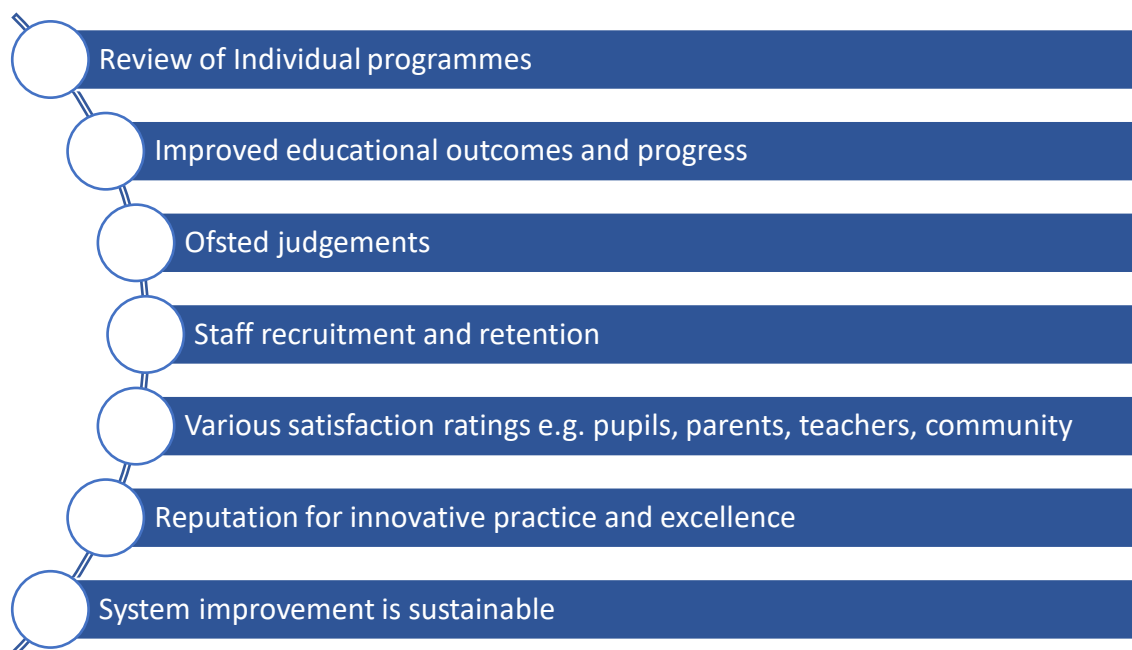 Review of Individual programmes
Improved educational outcomes and progress
Ofsted judgements
Staff recruitment and retention
Various satisfaction ratings e.g. pupils, parents, teachers, community
Reputation for innovative practice and excellence
System improvement is sustainable